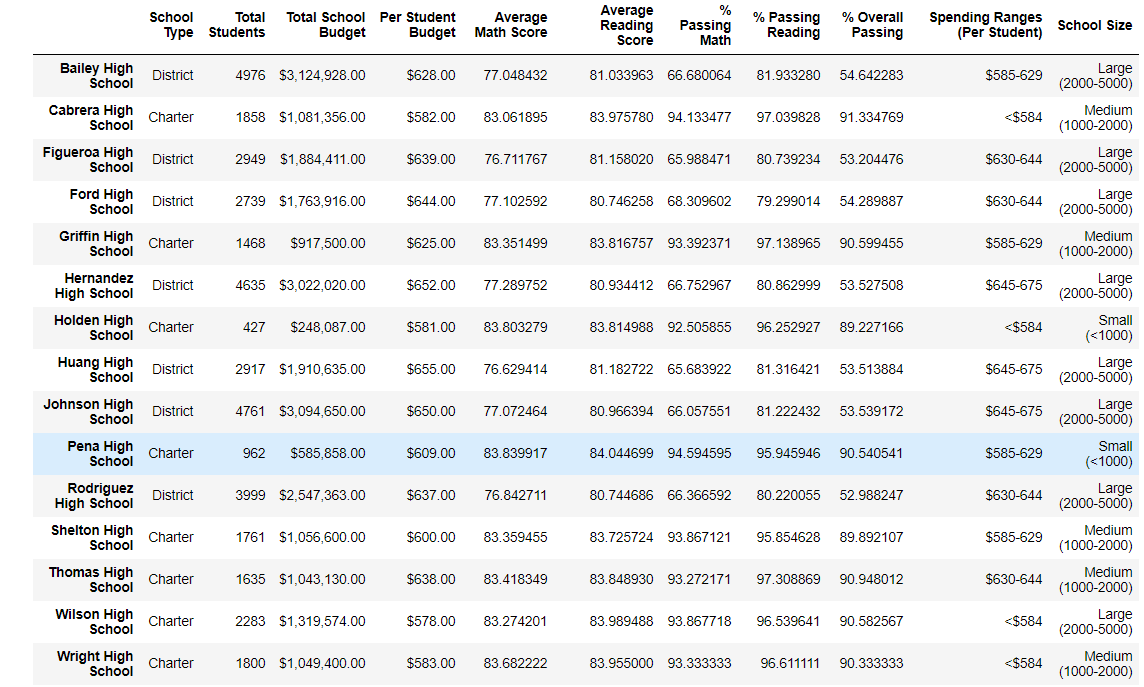 School Type Total Students Total School Budget Per Student Budget Average Math Score Average Reading Score % Passing Math % Passing Reading % Overall Passing Spending Ranges (Per Student) School Size
Bailey High School District 4976 $3,124,928.00 $628.00 77.048432 81.033963 66.680064 81.933280 54.642283 $585-629 Large (2000-5000)
Cabrera High School Charter 1858 $1,081,356.00 $582.00 83.061895 83.975780 94.133477 97.039828 91.334769 <$584 Medium (1000-2000)
Figueroa High School District 2949 $1,884,411.00 $639.00 76.711767 81.158020 65.988471 80.739234 53.204476 $630-644 Large (2000-5000)
Ford High School District 2739 $1,763,916.00 $644.00 77.102592 80.746258 68.309602 79.299014 54.289887 $630-644 Large (2000-5000)
Griffin High School Charter 1468 $917,500.00 $625.00 83.351499 83.816757 93.392371 97.138965 90.599455 $585-629 Medium (1000-2000)
Hernandez High School District 4635 $3,022,020.00 $652.00 77.289752 80.934412 66.752967 80.862999 53.527508 $645-675 Large (2000-5000)
Holden High School Charter 427 $248,087.00 $581.00 83.803279 83.814988 92.505855 96.252927 89.227166 <$584 Small (<1000)
Huang High School District 2917 $1,910,635.00 $655.00 76.629414 81.182722 65.683922 81.316421 53.513884 $645-675 Large (2000-5000)
Johnson High School District 4761 $3,094,650.00 $650.00 77.072464 80.966394 66.057551 81.222432 53.539172 $645-675 Large (2000-5000)
Pena High School Charter 962 $585,858.00 $609.00 83.839917 84.044699 94.594595 95.945946 90.540541 $585-629 Small (<1000)
Rodriguez High School District 3999 $2,547,363.00 $637.00 76.842711 80.744686 66.366592 80.220055 52.988247 $630-644 Large (2000-5000)
Shelton High School Charter 1761 $1,056,600.00 $600.00 83.359455 83.725724 93.867121 95.854628 89.892107 $585-629 Medium (1000-2000)
Thomas High School Charter 1635 $1,043,130.00 $638.00 83.418349 83.848930 93.272171 97.308869 90.948012 $630-644 Medium (1000-2000)
Wilson High School Charter 2283 $1,319,574.00 $578.00 83.274201 83.989488 93.867718 96.539641 90.582567 <$584 Large (2000-5000)
Wright High School Charter 1800 $1,049,400.00 $583.00 83.682222 83.955000 93.333333 96.611111 90.333333 <$584 Medium (1000-2000)